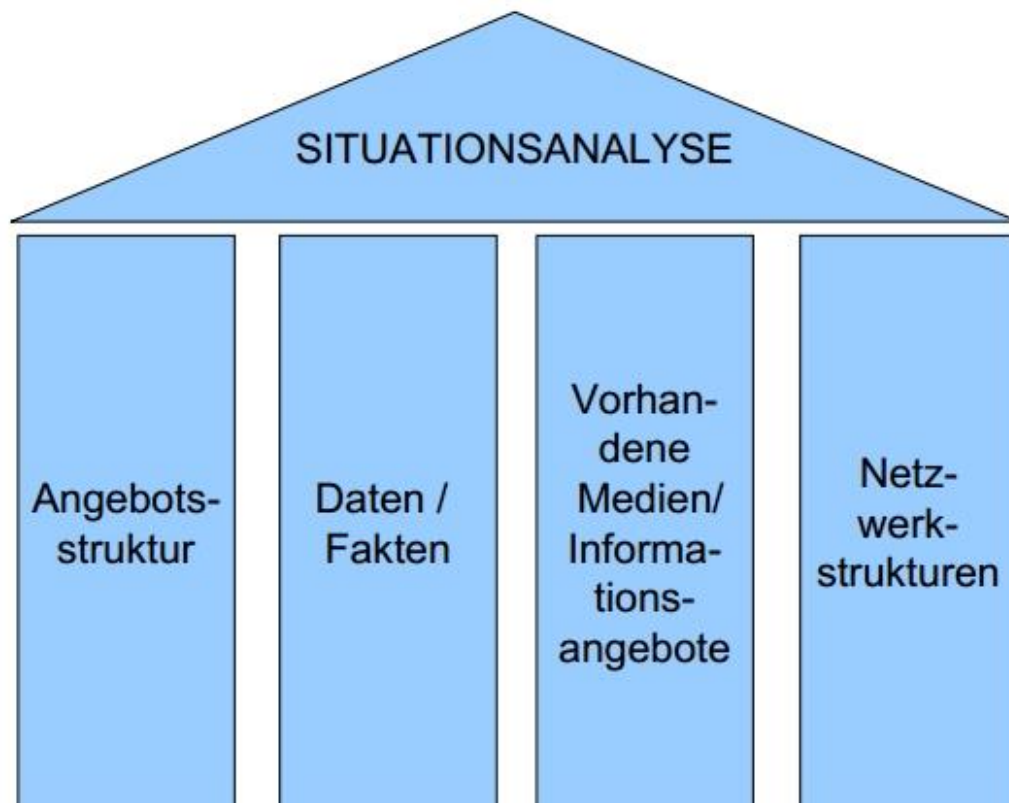 SITUATIONSANALYSE
Angebots-
struktur
Daten /
Fakten
Vorhan-
dene
Medien/
Informa-
tions-
angebote
Netz-
werk-
strukturen